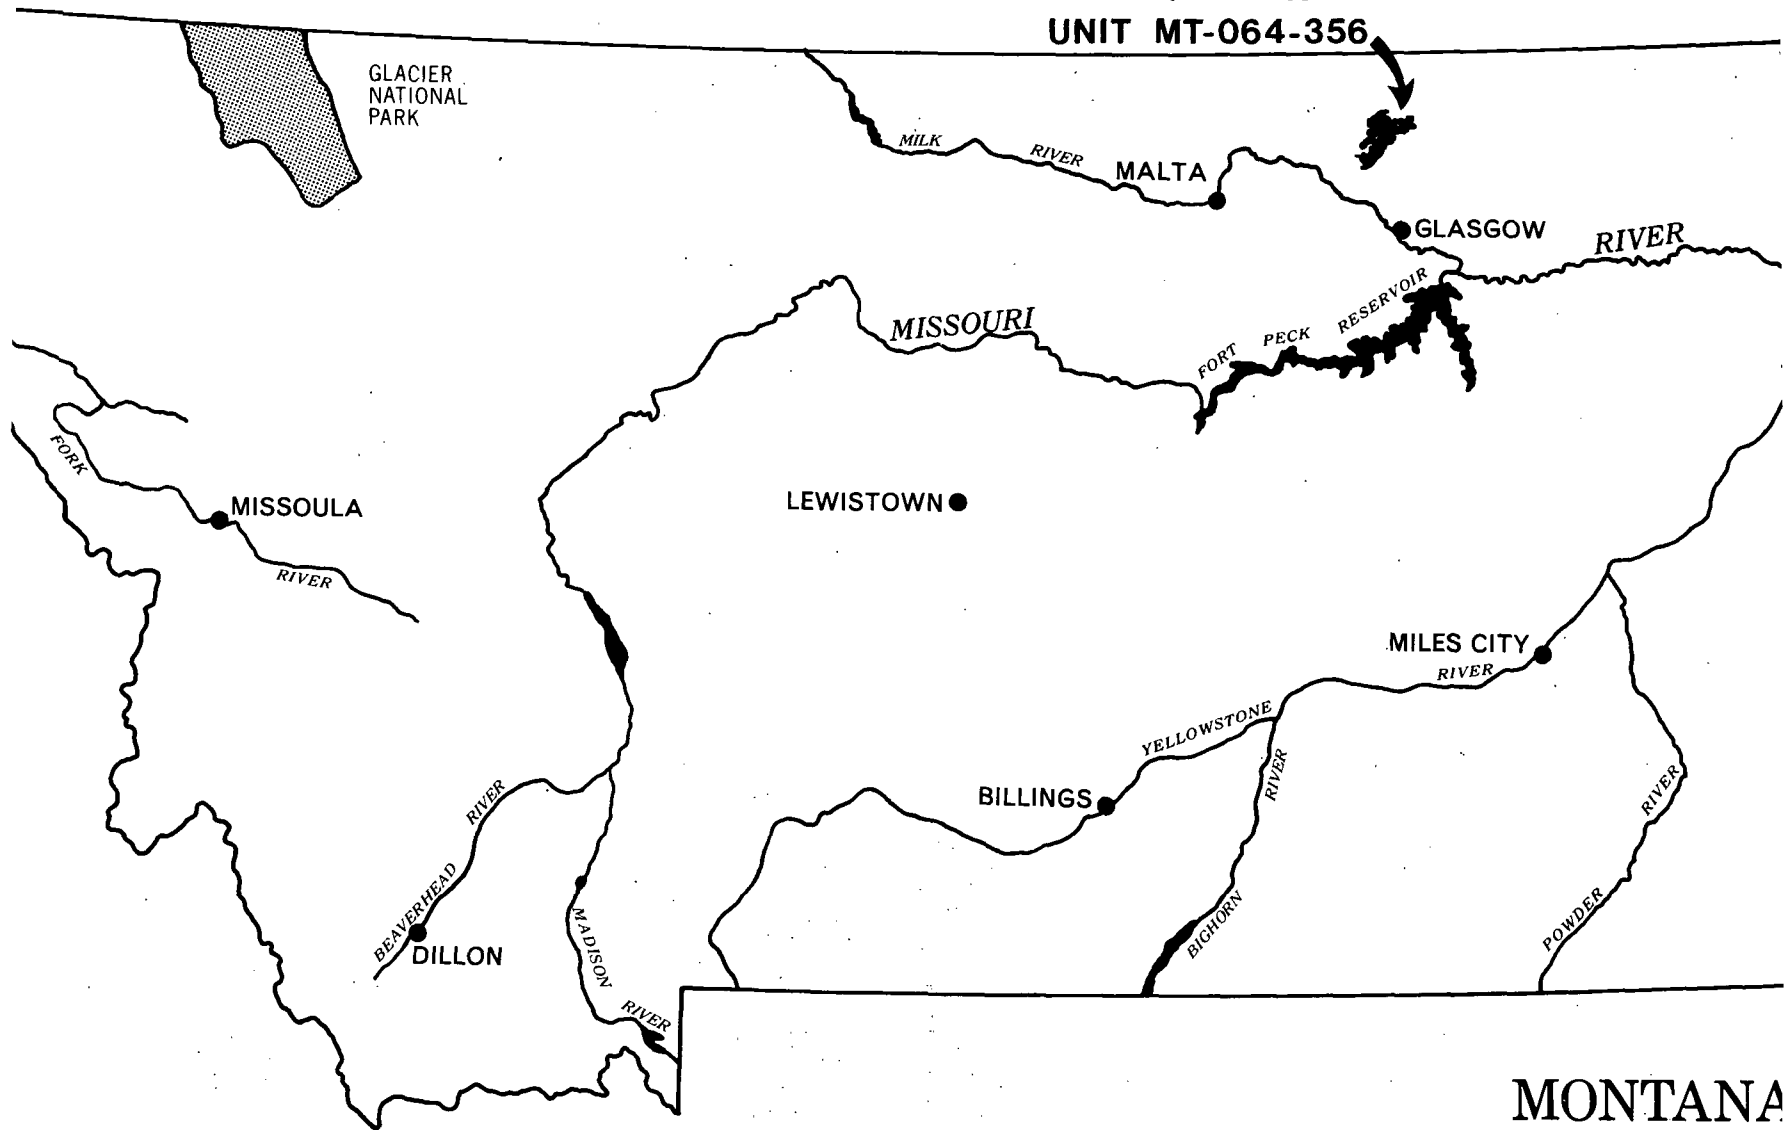 UNIT MT-064-356
GLACIER
NATIONAL
PARK
MILK
RIVER
MALTA
GLASGOW
RIVER
MISSOURI
FORT
PECK
RESERVOIR
FORK
MISSOULA
RIVER
LEWISTOWN
MILES CITY
RIVER
YELLOWSTONE
BILLINGS
RIVER
BIGHORN
RIVER
POWDER
RIVER
BEAVERHEAD
DILLON
MADISON
RIVER
MONTANA